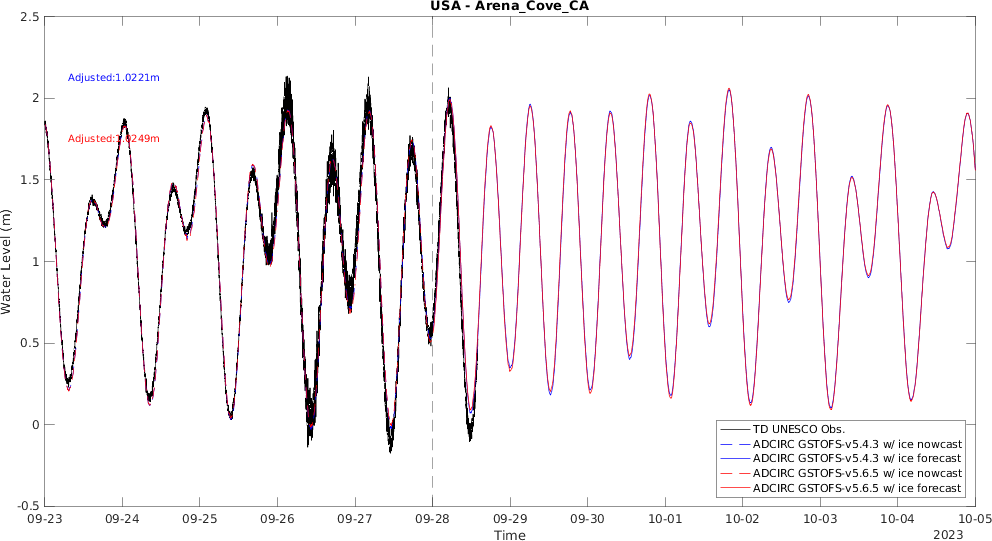 USA - Arena_Cove_CA
2.5
2
1.5
1
0.5
0
-0.5
Water Level (m)
Adjusted:1.0221m
Adjusted:1.0249m
TD UNESCO Obs.
ADCIRC GSTOFS-v5.4.3 w/ ice nowcast
ADCIRC GSTOFS-v5.4.3 w/ ice forecast
ADCIRC GSTOFS-v5.6.5 w/ ice nowcast
ADCIRC GSTOFS-v5.6.5 w/ ice forecast
09-23 09-24 09-25 09-26 09-27 09-28 09-29 09-30 10-01 10-02 10-03 10-04 10-05
Time
2023